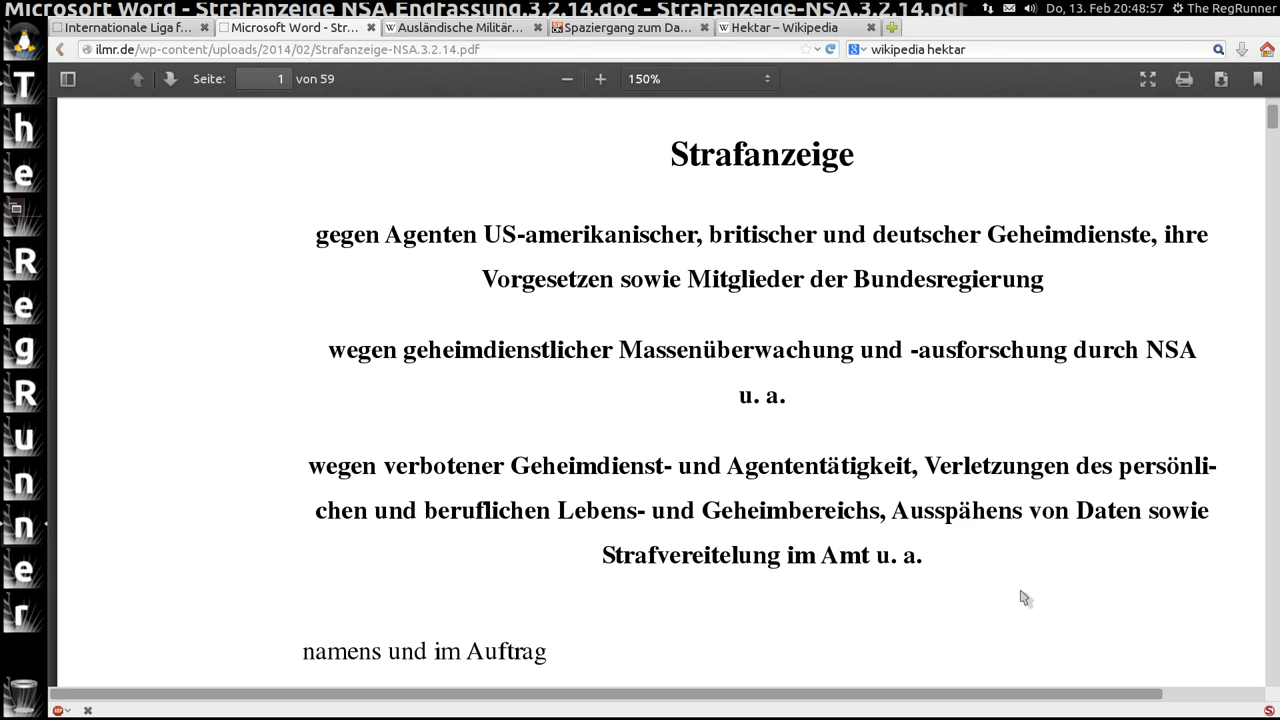 Microsoft Word - Strafanzeige NSA.Endfassung.3.2.14.doc - Strafanzeige-NSA.3.2.14.pdf
Do, 13. Feb 20:48:57 The RegRunner
Internationale Liga f
Microsoft Word - Str...
Ausländische Militär...
Spaziergang zum Da...
Hektar – Wikipedia
ilmr.de/wp-content/uploads/2014/02/Strafanzeige-NSA.3.2.14.pdf
wikipedia hektar
Seite: 1 von 59
150%
Strafanzeige
gegen Agenten US-amerikanischer, britischer und deutscher Geheimdienste, ihre
Vorgesetzen sowie Mitglieder der Bundesregierung
wegen geheimdienstlicher Massenüberwachung und -ausforschung durch NSA
u. a.
wegen verbotener Geheimdienst- und Agententätigkeit, Verletzungen des persönli-
chen und beruflichen Lebens- und Geheimbereichs, Ausspähens von Daten sowie
Strafvereitelung im Amt u. a.
namens und im Auftrag
T
h
e
R
e
g
R
u
n
n
e
r